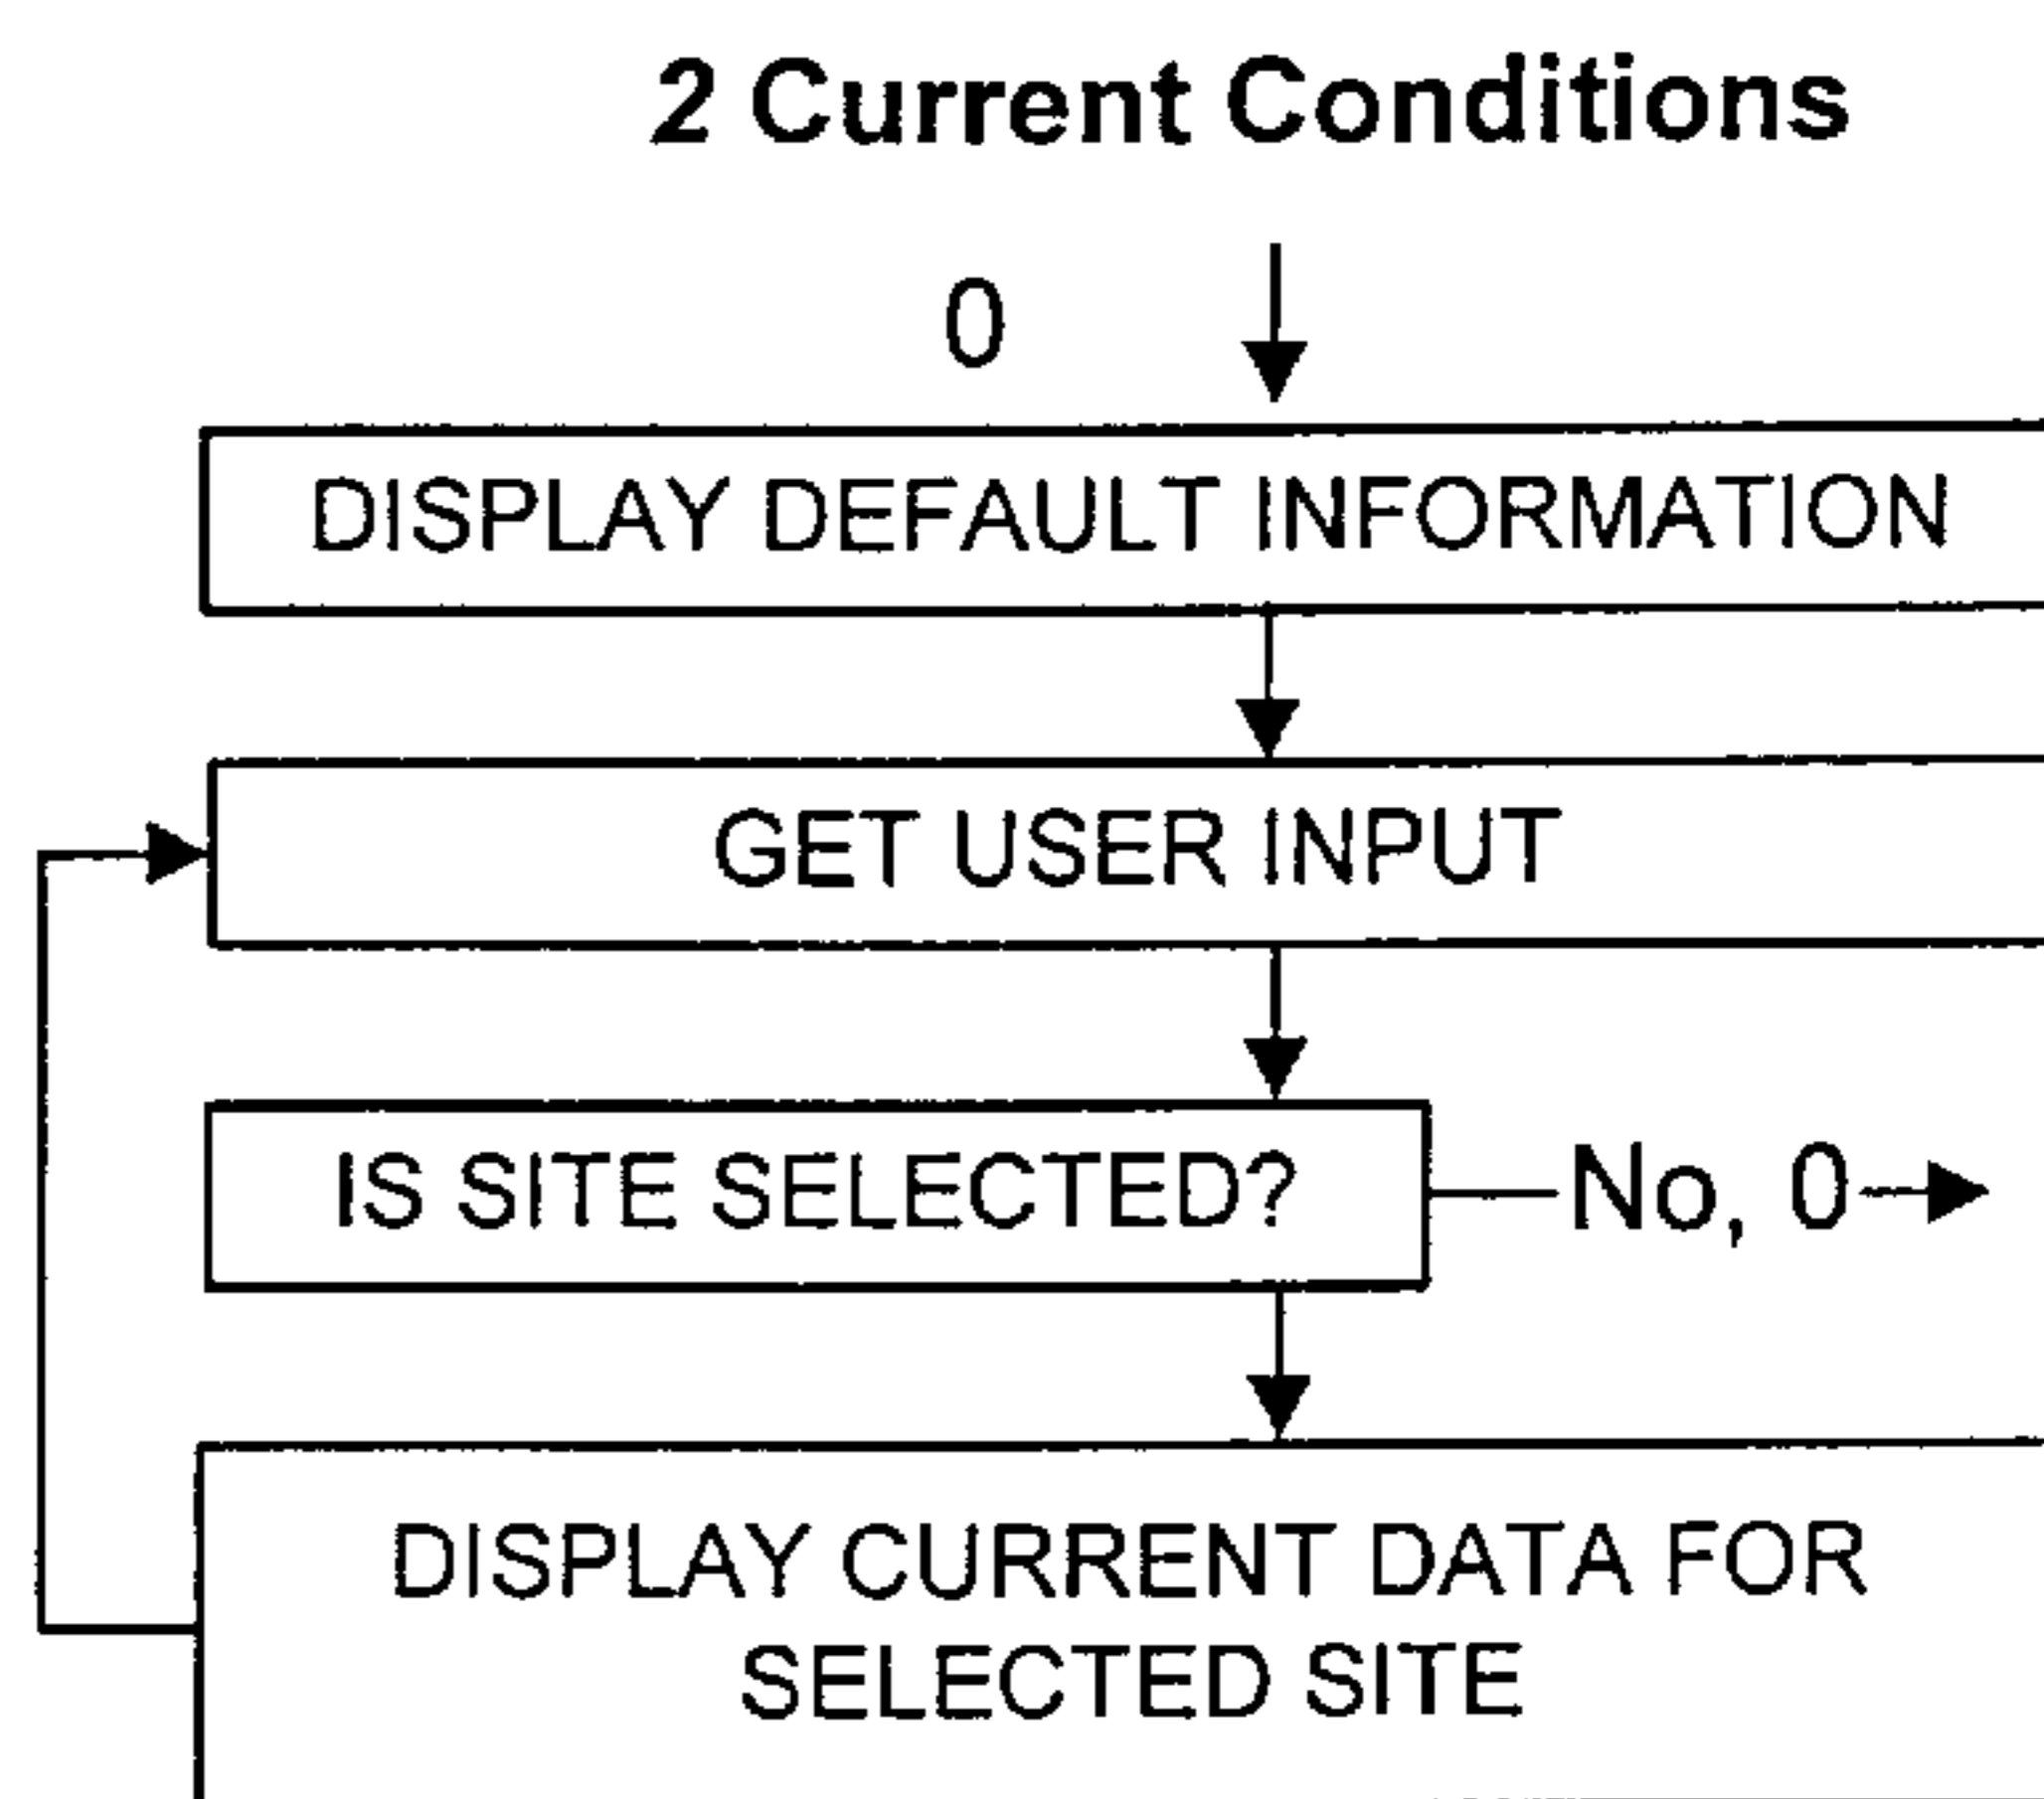 2 Current Conditions
0
DISPLAY DEFAULT INFORMATION
GET USER INPUT
IS SITE SELECTED?
No, 0
DISPLAY CURRENT DATA FOR
SELECTED SITE